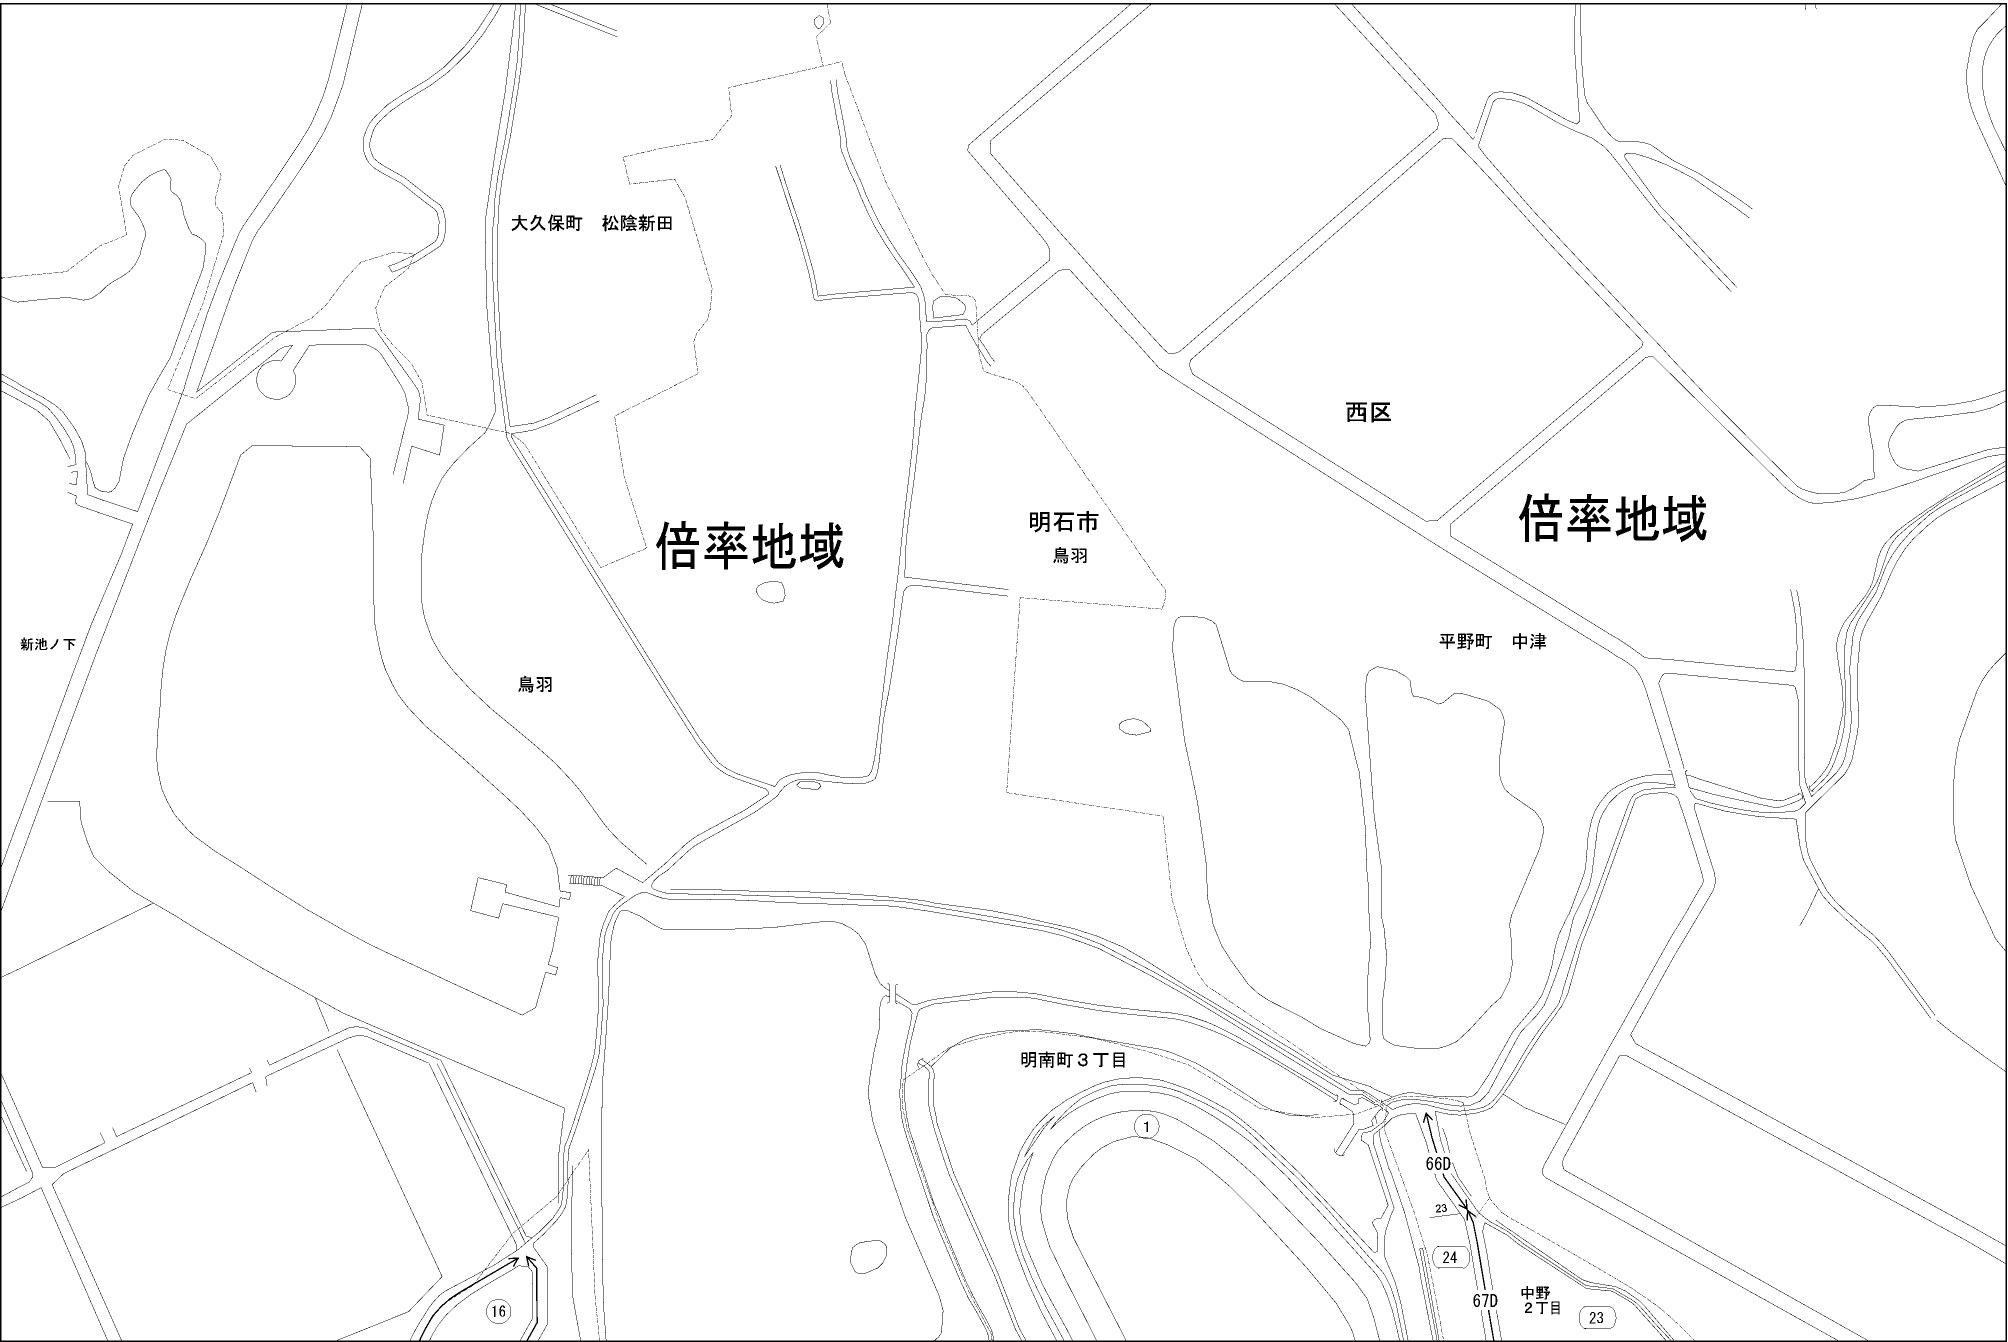 大久保町 松陰新田
西区
倍率地域
明石市
鳥羽
倍率地域
新池ノ下
鳥羽
平野町 中津
明南町3丁目
1
66D
23
24
16
67D
中野
2丁目
23